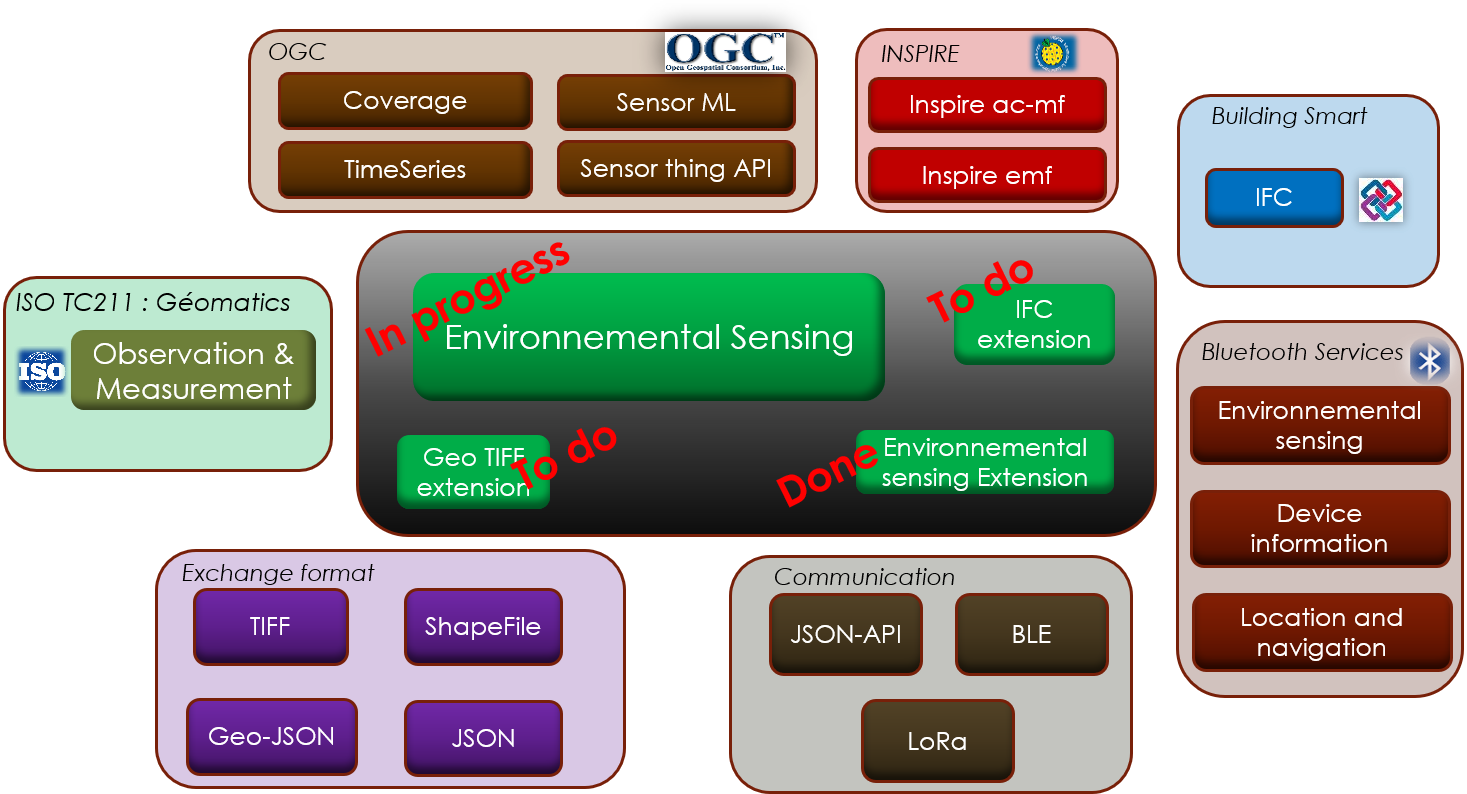 OGC
OGC™
Open Geospatial Consortium, Inc.
Coverage
Sensor ML
TimeSeries
Sensor thing API
INSPIRE
Inspire ac-mf
Inspire emf
Building Smart
IFC
ISO TC211 : Géomatics
ISO
Observation &
Measurement
In progress
Environnemental Sensing
To do
IFC
extension
Geo TIFF
extension
To do
Done
Environnemental
sensing Extension
Bluetooth Services
Environnemental
sensing
Device
information
Location and
navigation
Exchange format
TIFF
ShapeFile
Geo-JSON
JSON
Communication
JSON-API
BLE
LoRa